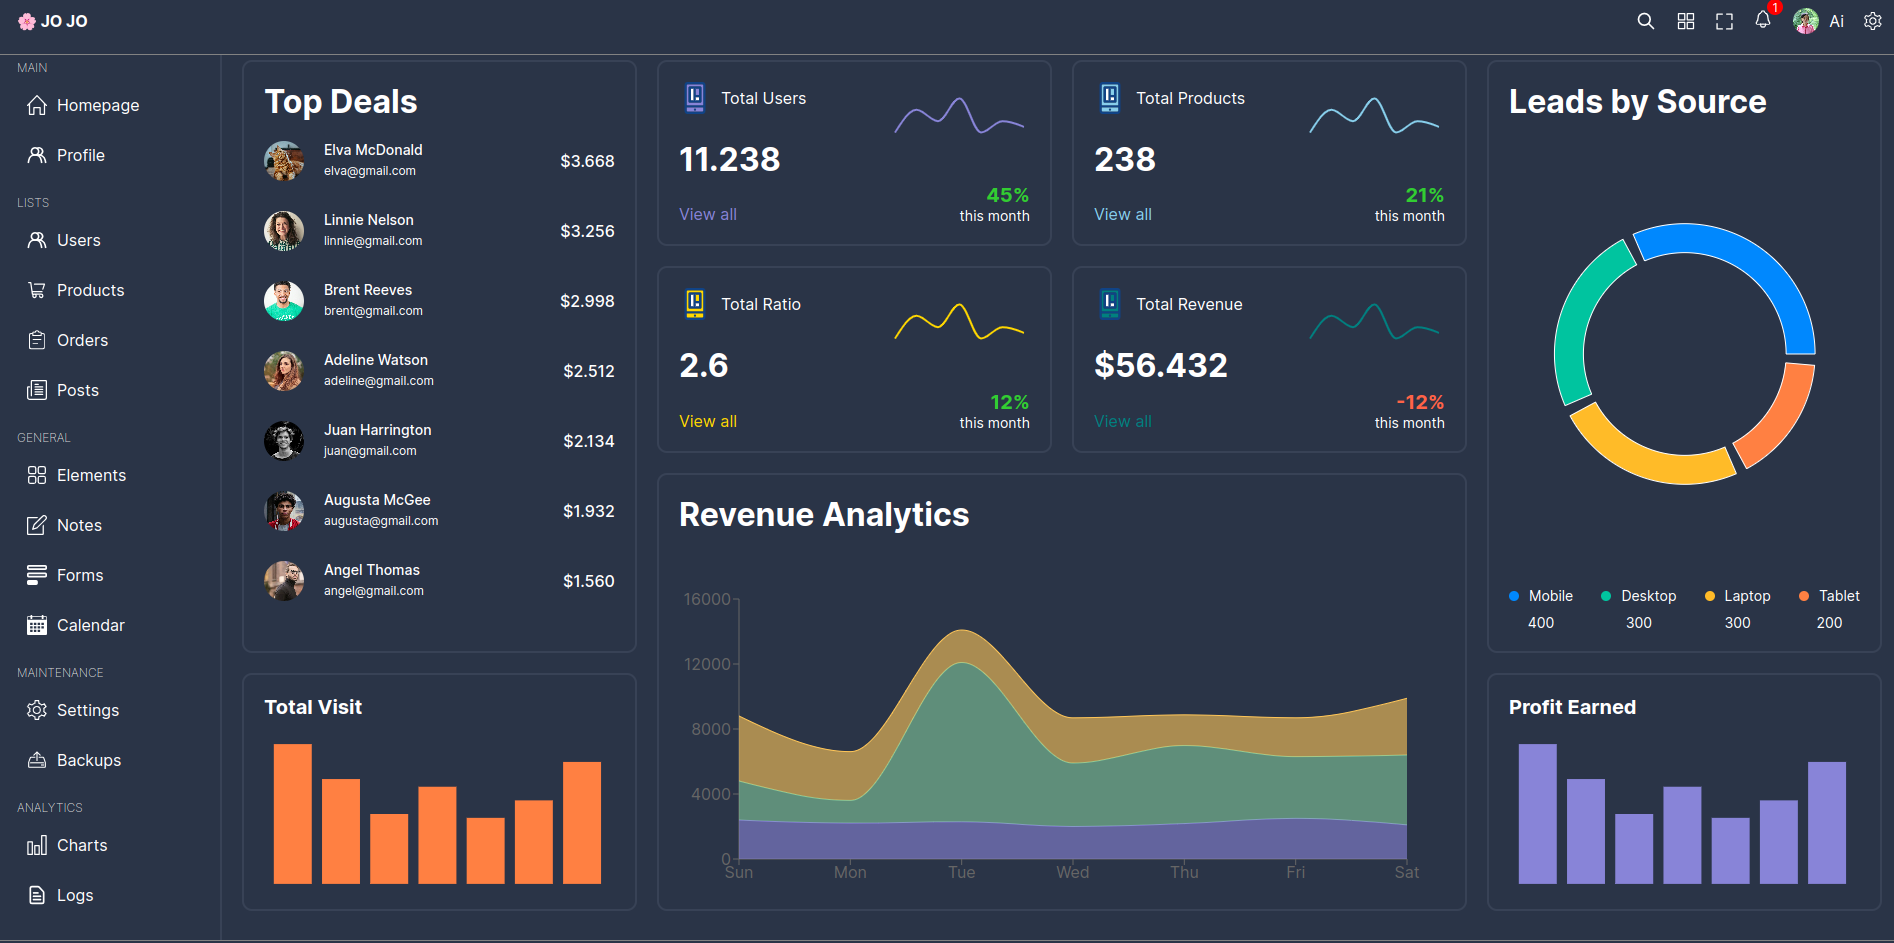 JO JO
1
Ai
MAIN
Homepage
Profile
LISTS
Users
Products
Orders
Posts
GENERAL
Elements
Notes
Forms
Calendar
MAINTENANCE
Settings
Backups
ANALYTICS
Charts
Logs
Top Deals
Elva McDonald
elva@gmail.com
$3.668
Linnie Nelson
linnie@gmail.com
$3.256
Brent Reeves
brent@gmail.com
$2.998
Adeline Watson
adeline@gmail.com
$2.512
Juan Harrington
juan@gmail.com
$2.134
Augusta McGee
augusta@gmail.com
$1.932
Angel Thomas
angel@gmail.com
$1.560
Total Visit
Total Users
11.238
View all
45%
this month
Total Products
238
View all
21%
this month
Total Ratio
2.6
View all
12%
this month
Total Revenue
$56.432
View all
-12%
this month
Revenue Analytics
16000
12000
8000
4000
0
Sun Mon Tue Wed Thu Fri Sat
Leads by Source
Mobile Desktop Laptop Tablet
400 300 300 200
Profit Earned